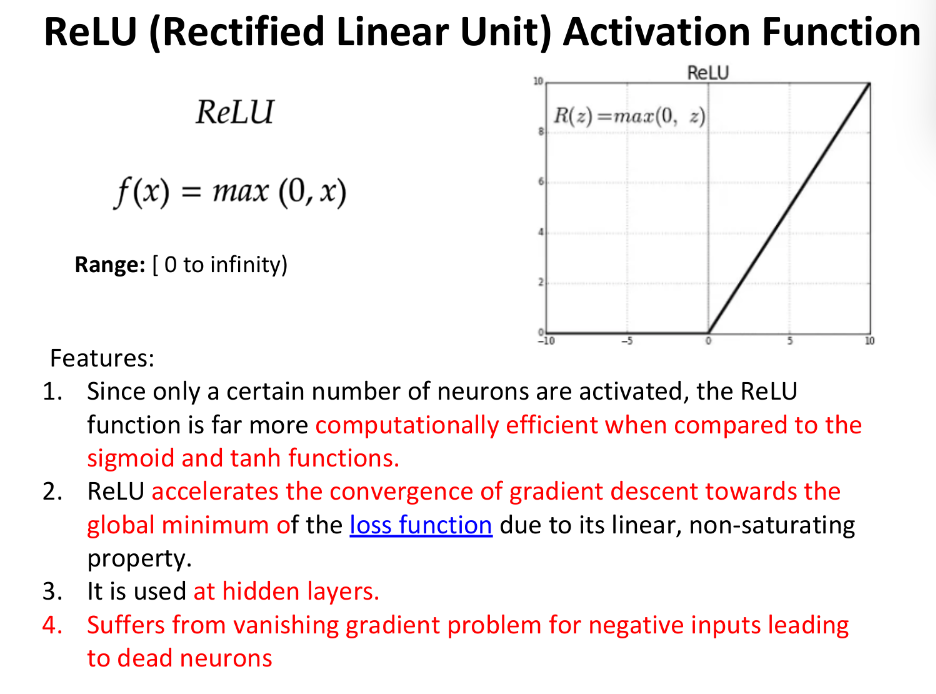 ReLU (Rectified Linear Unit) Activation Function
ReLU
f(x) = max (0, x)
Range: [ 0 to infinity)
ReLU
R(z)=max(0, z)
10
8
6
4
2
0
-10
-5
0
5
10
Features:
1. Since only a certain number of neurons are activated, the ReLU
function is far more computationally efficient when compared to the
sigmoid and tanh functions.
2. ReLU accelerates the convergence of gradient descent towards the
global minimum of the loss function due to its linear, non-saturating
property.
3. It is used at hidden layers.
4. Suffers from vanishing gradient problem for negative inputs leading
to dead neurons